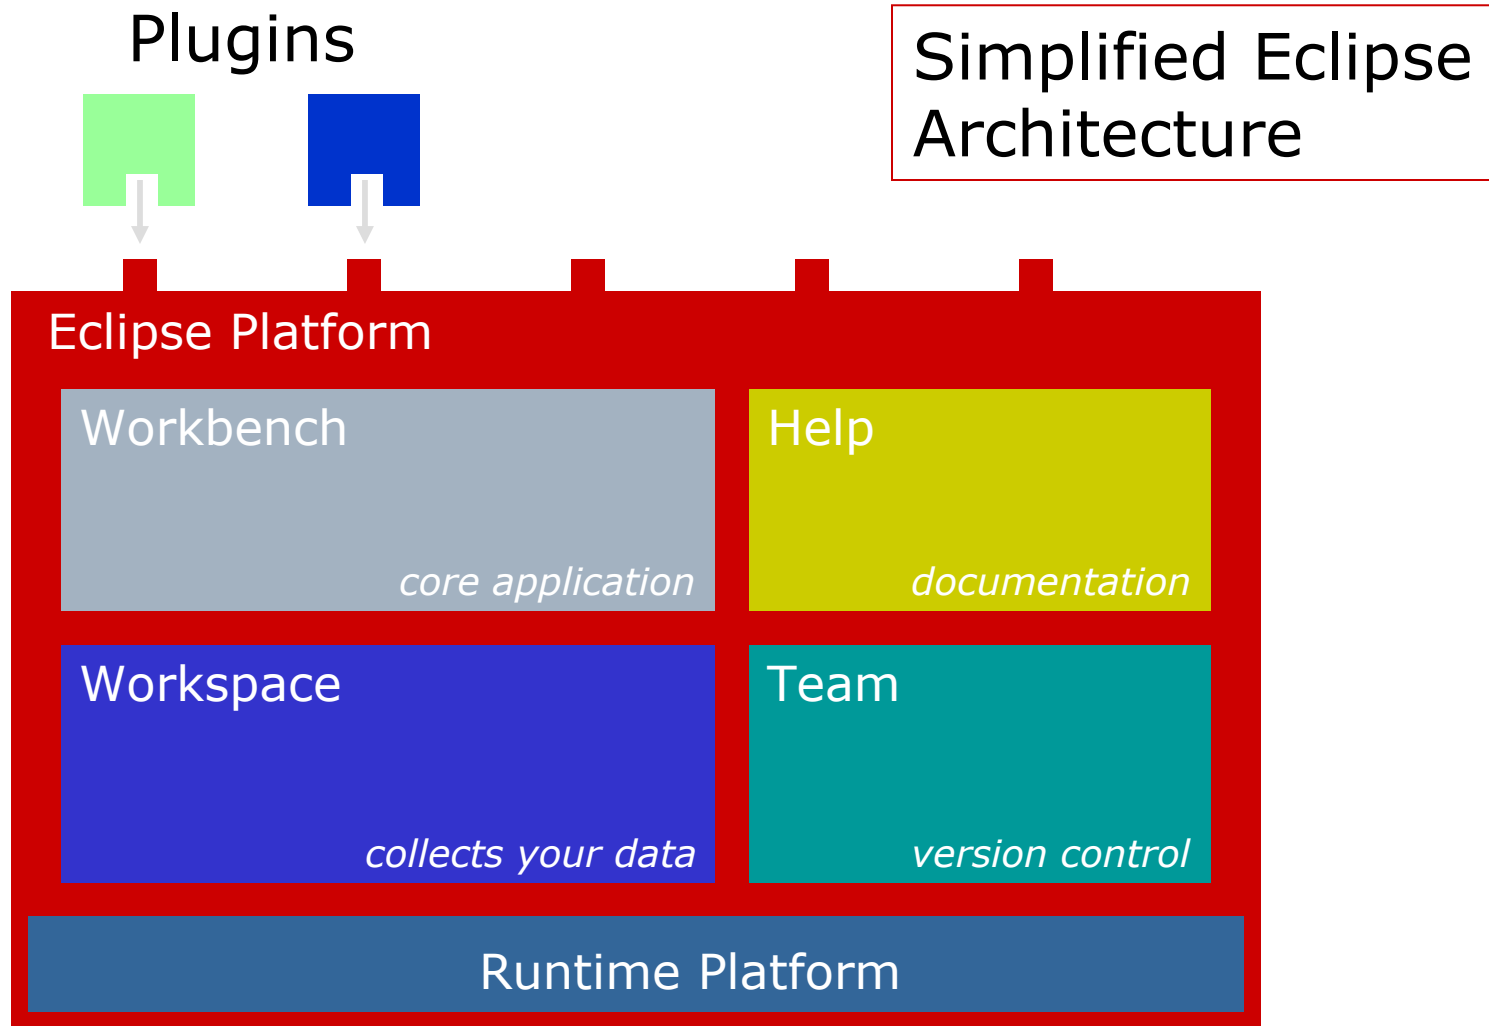 Plugins
Simplified Eclipse
Architecture
Eclipse Platform
Workbench
core application
Help
documentation
Workspace
collects your data
Team
version control
Runtime Platform